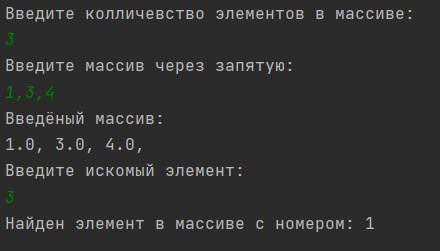 Введите колличевство элементов в массиве:
3
Введите массив через запятую:
1,3,4
Введёный массив:
1.0, 3.0, 4.0,
Введите искомый элемент:
3
Найден элемент в массиве с номером: 1